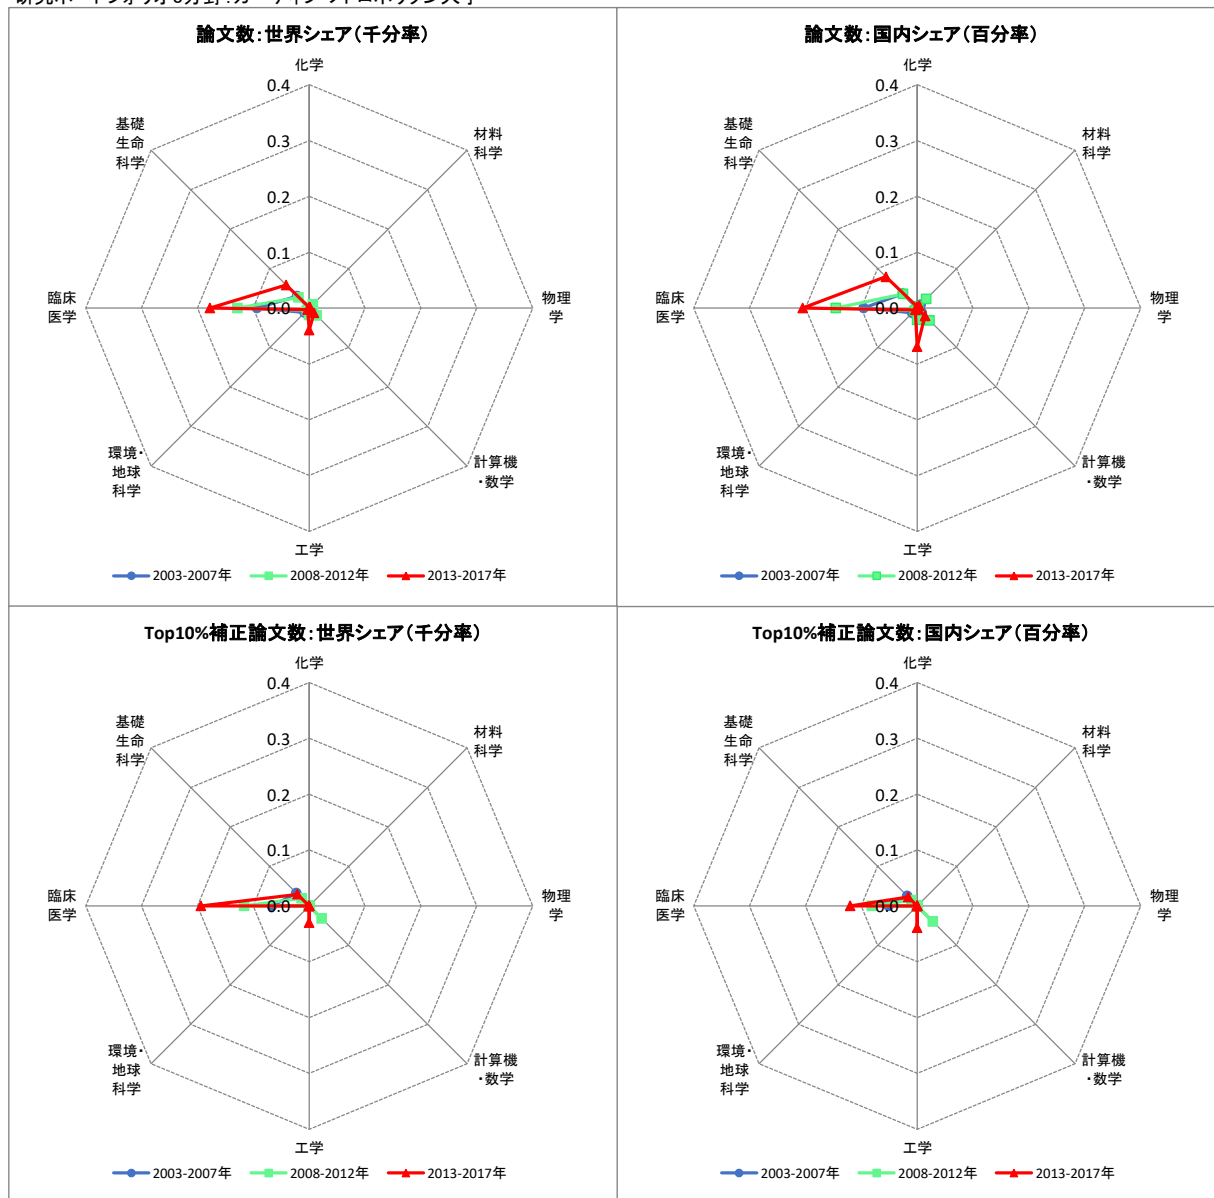 論文数:世界シェア(千分率)
化学
0.4
0.3
0.2
0.1
0.0
材料
科学
物理
学
計算機
・数学
工学
環境・
地球
科学
臨床
医学
基礎
生命
科学
2003-2007年
2008-2012年
2013-2017年
論文数:国内シェア(百分率)
化学
0.4
0.3
0.2
0.1
0.0
材料
科学
物理
学
計算機
・数学
工学
環境・
地球
科学
臨床
医学
基礎
生命
科学
2003-2007年
2008-2012年
2013-2017年
Top10%補正論文数:世界シェア(千分率)
化学
0.4
0.3
0.2
0.1
0.0
材料
科学
物理
学
計算機
・数学
工学
環境・
地球
科学
臨床
医学
基礎
生命
科学
2003-2007年
2008-2012年
2013-2017年
Top10%補正論文数:国内シェア(百分率)
化学
0.4
0.3
0.2
0.1
0.0
材料
科学
物理
学
計算機
・数学
工学
環境・
地球
科学
臨床
医学
基礎
生命
科学
2003-2007年
2008-2012年
2013-2017年